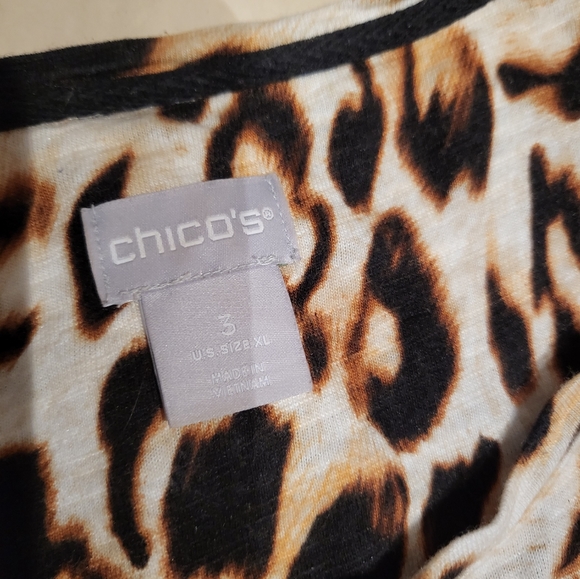 chico's®
3
U.S. SIZE XL
MADE IN
VIETNAM